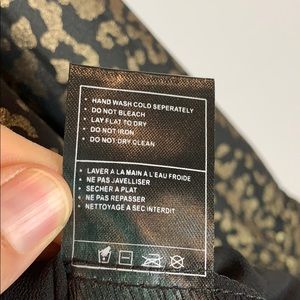 • HAND WASH COLD SEPERATELY
• DO NOT BLEACH
• LAY FLAT TO DRY
• DO NOT IRON
• DO NOT DRY CLEAN
• LAVER A LA MAIN À L'EAU FROIDE
• NE PAS JAVELLISER
• SECHER A PLAT
• NE PAS REPASSER
• NETTOYAGE A SEC INTERDIT